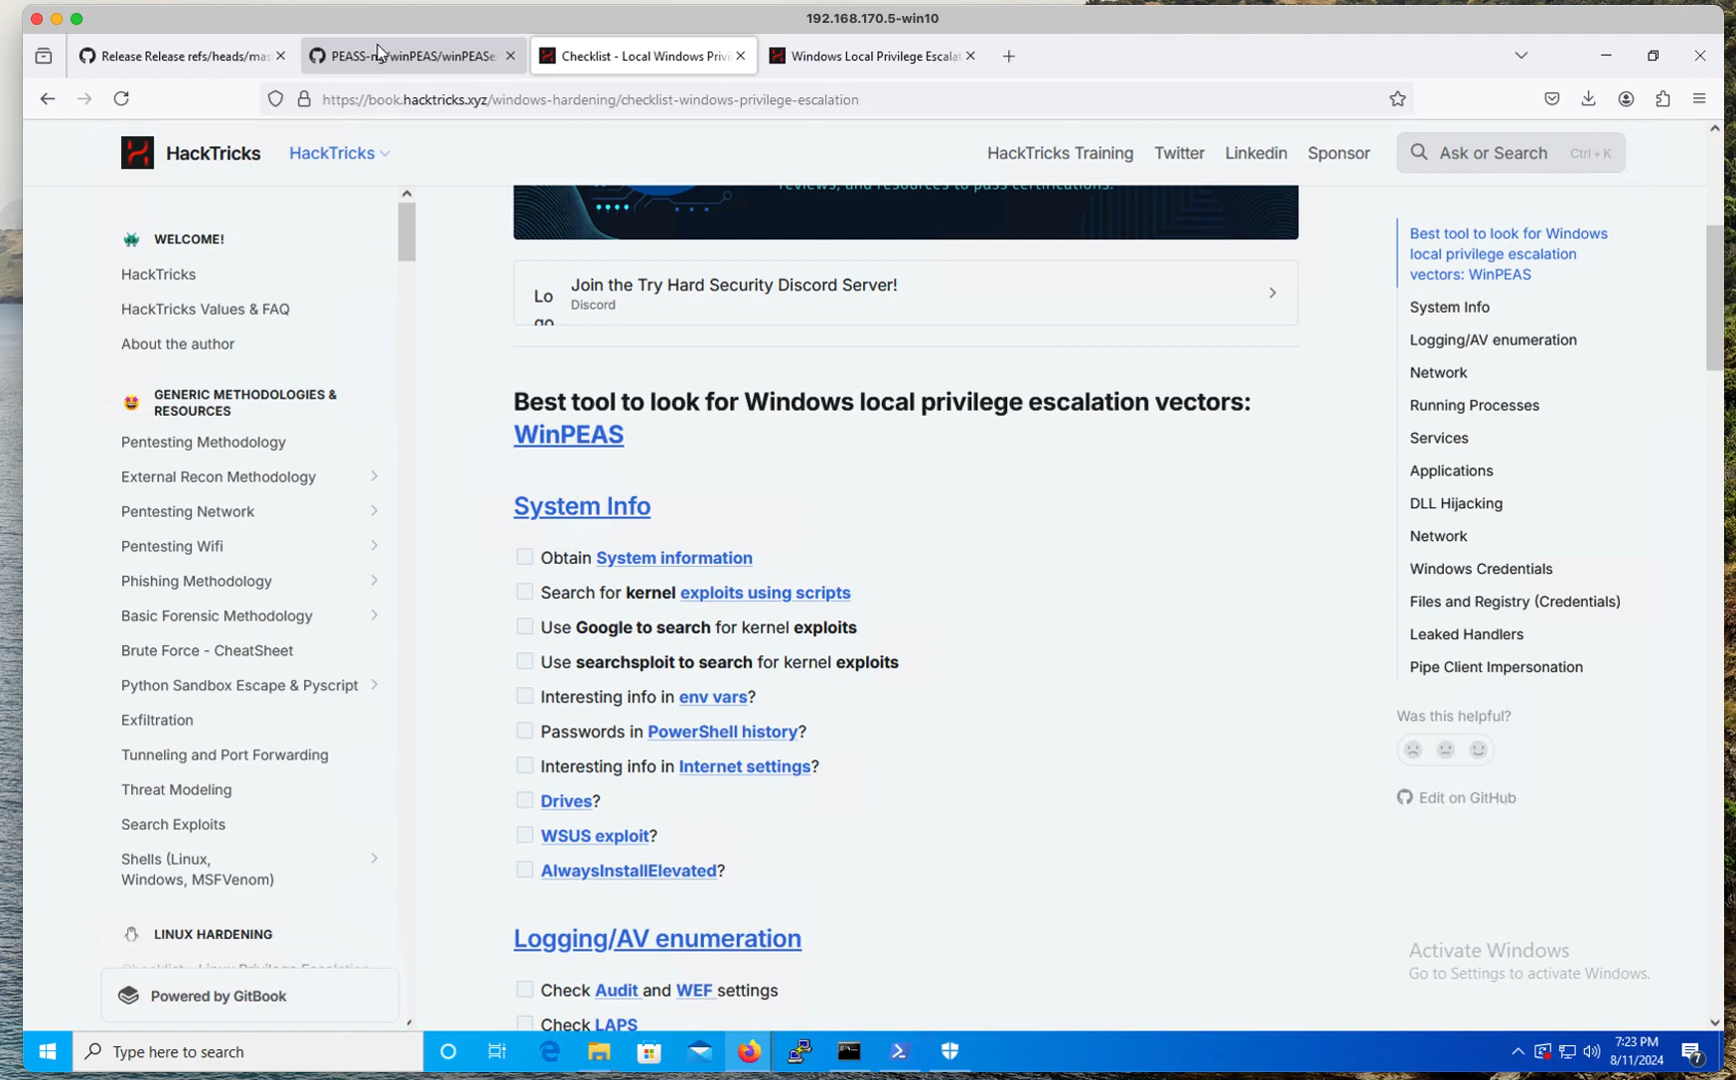 192.168.170.5-win10
Release Release refs/heads/mas
PEASS-ng/winPEAS/winPEASe
Checklist - Local Windows Privi
Windows Local Privilege Escalat
https://book.hacktricks.xyz/windows-hardening/checklist-windows-privilege-escalation
HackTricks
HackTricks
HackTricks Training
Twitter
Linkedin
Sponsor
Ask or Search
Ctrl + K
WELCOME!
HackTricks
HackTricks Values & FAQ
About the author
GENERIC METHODOLOGIES &
RESOURCES
Pentesting Methodology
External Recon Methodology
Pentesting Network
Pentesting Wifi
Phishing Methodology
Basic Forensic Methodology
Brute Force - CheatSheet
Python Sandbox Escape & Pyscript
Exfiltration
Tunneling and Port Forwarding
Threat Modeling
Search Exploits
Shells (Linux,
Windows, MSFVenom)
LINUX HARDENING
Checklist - Linux Privilege Escalation
Powered by GitBook
reviews, and resources to pass certifications.
Lo
go
Join the Try Hard Security Discord Server!
Discord
Best tool to look for Windows local privilege escalation vectors:
WinPEAS
System Info
Obtain System information
Search for kernel exploits using scripts
Use Google to search for kernel exploits
Use searchsploit to search for kernel exploits
Interesting info in env vars?
Passwords in PowerShell history?
Interesting info in Internet settings?
Drives?
WSUS exploit?
AlwaysInstallElevated?
Logging/AV enumeration
Check Audit and WEF settings
Check LAPS
Best tool to look for Windows
local privilege escalation
vectors: WinPEAS
System Info
Logging/AV enumeration
Network
Running Processes
Services
Applications
DLL Hijacking
Network
Windows Credentials
Files and Registry (Credentials)
Leaked Handlers
Pipe Client Impersonation
Was this helpful?
Edit on GitHub
Activate Windows
Go to Settings to activate Windows.
Type here to search
7:23 PM
8/11/2024
7